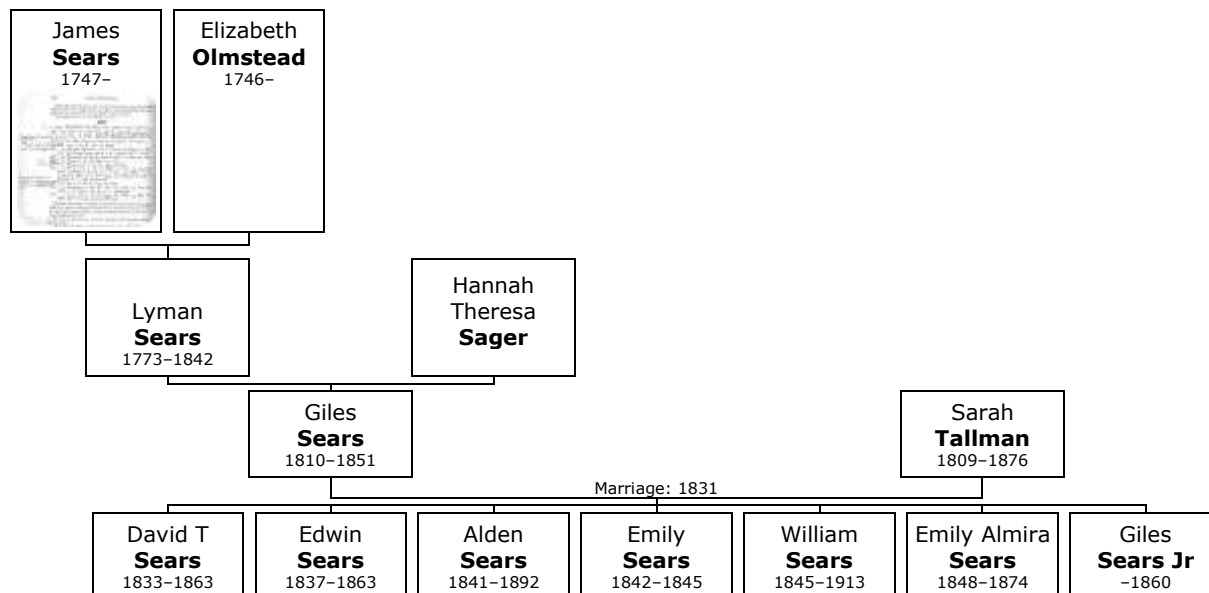 James
Sears
1747–
Elizabeth
Olmstead
1746–
Lyman
Sears
1773–1842
Hannah
Theresa
Sager
Giles
Sears
1810–1851
Sarah
Tallman
1809–1876
Marriage: 1831
David T
Sears
1833–1863
Edwin
Sears
1837–1863
Alden
Sears
1841–1892
Emily
Sears
1842–1845
William
Sears
1845–1913
Emily Almira
Sears
1848–1874
Giles
Sears Jr
–1860